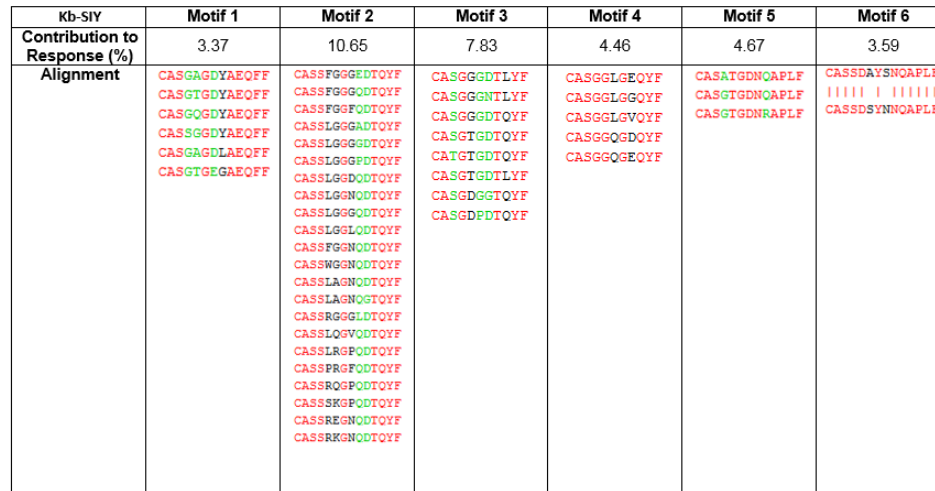 Kb-SIY Motif 1 Motif 2 Motif 3 Motif 4 Motif 5 Motif 6
Contribution to Response (%) 3.37 10.65 7.83 4.46 4.67 3.59
Alignment
CASGAGDYAEQFF
CASGTGDYAEQFF
CASGQGDYAEQFF
CASSGGDYAEQFF
CASGAGDLAEQFF
CASGTGEGAEQFF
CASSFGGGEDTQYF
CASSFGGGQDTQYF
CASSFGGFQDTQYF
CASSLGGGADTQYF
CASSLGGGGDTQYF
CASSLGGGPDTQYF
CASSLGGDQDTQYF
CASSLGGNQDTQYF
CASSLGGGQDTQYF
CASSLGGLQDTQYF
CASSFGGNQDTQYF
CASSWGGNQDTQYF
CASSLAGNQDTQYF
CASSLAGNQGTQYF
CASSRGGGLDTQYF
CASSLQGVQDTQYF
CASSLRGPQDTQYF
CASSPRGFQDTQYF
CASSRQGPQDTQYF
CASSSKGPQDTQYF
CASSREGNQDTQYF
CASSRKGNQDTQYF
CASGGGDTLYF
CASGGGNTLYF
CASGGGDTQYF
CASGTGDTQYF
CATGTGDTQYF
CASGTGDTLYF
CASGDGGTQYF
CASGDPDTQYF
CASGGLGEQYF
CASGGLGGQYF
CASGGLGVQYF
CASGGQGDQYF
CASGGQGEQYF
CASATGDNQAPLF
CASGTGDNQAPLF
CASGTGDNRAPLF
CASSDAYSNQAPLF
||||| | ||||||
CASSDSYNNQAPLF